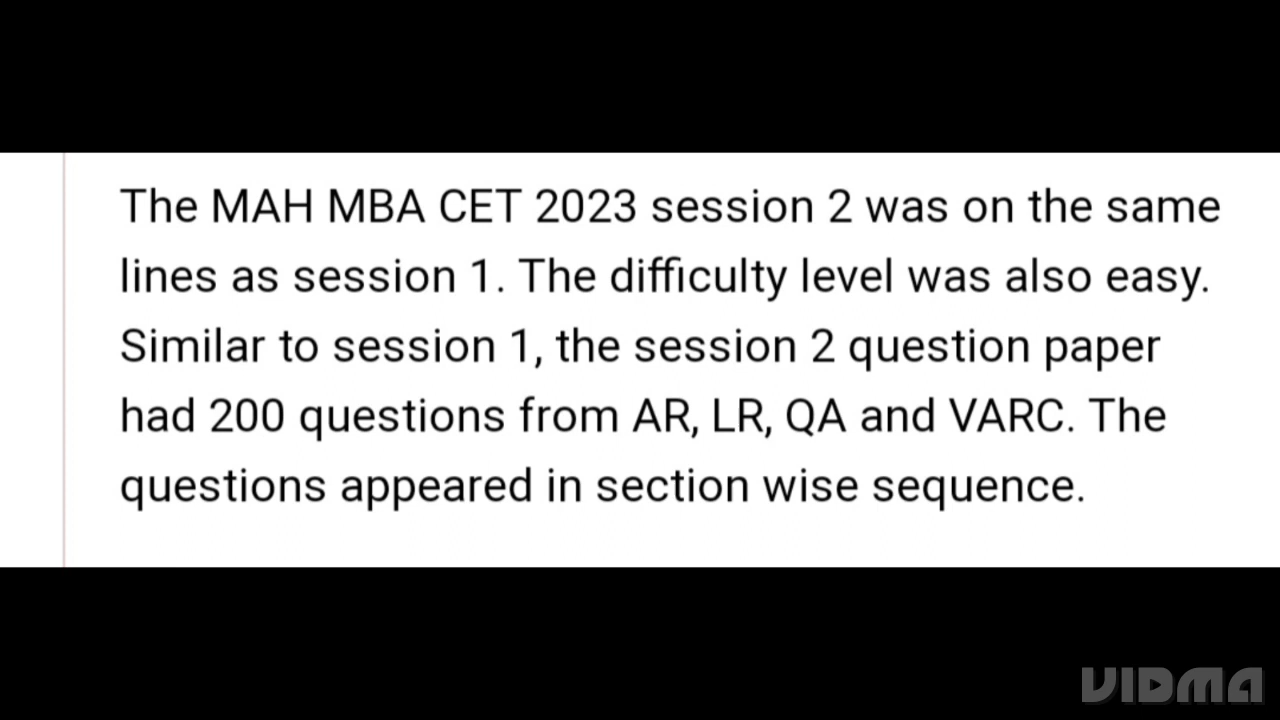 The MAH MBA CET 2023 session 2 was on the same
lines as session 1. The difficulty level was also easy.
Similar to session 1, the session 2 question paper
had 200 questions from AR, LR, QA and VARC. The
questions appeared in section wise sequence.
VIDMA